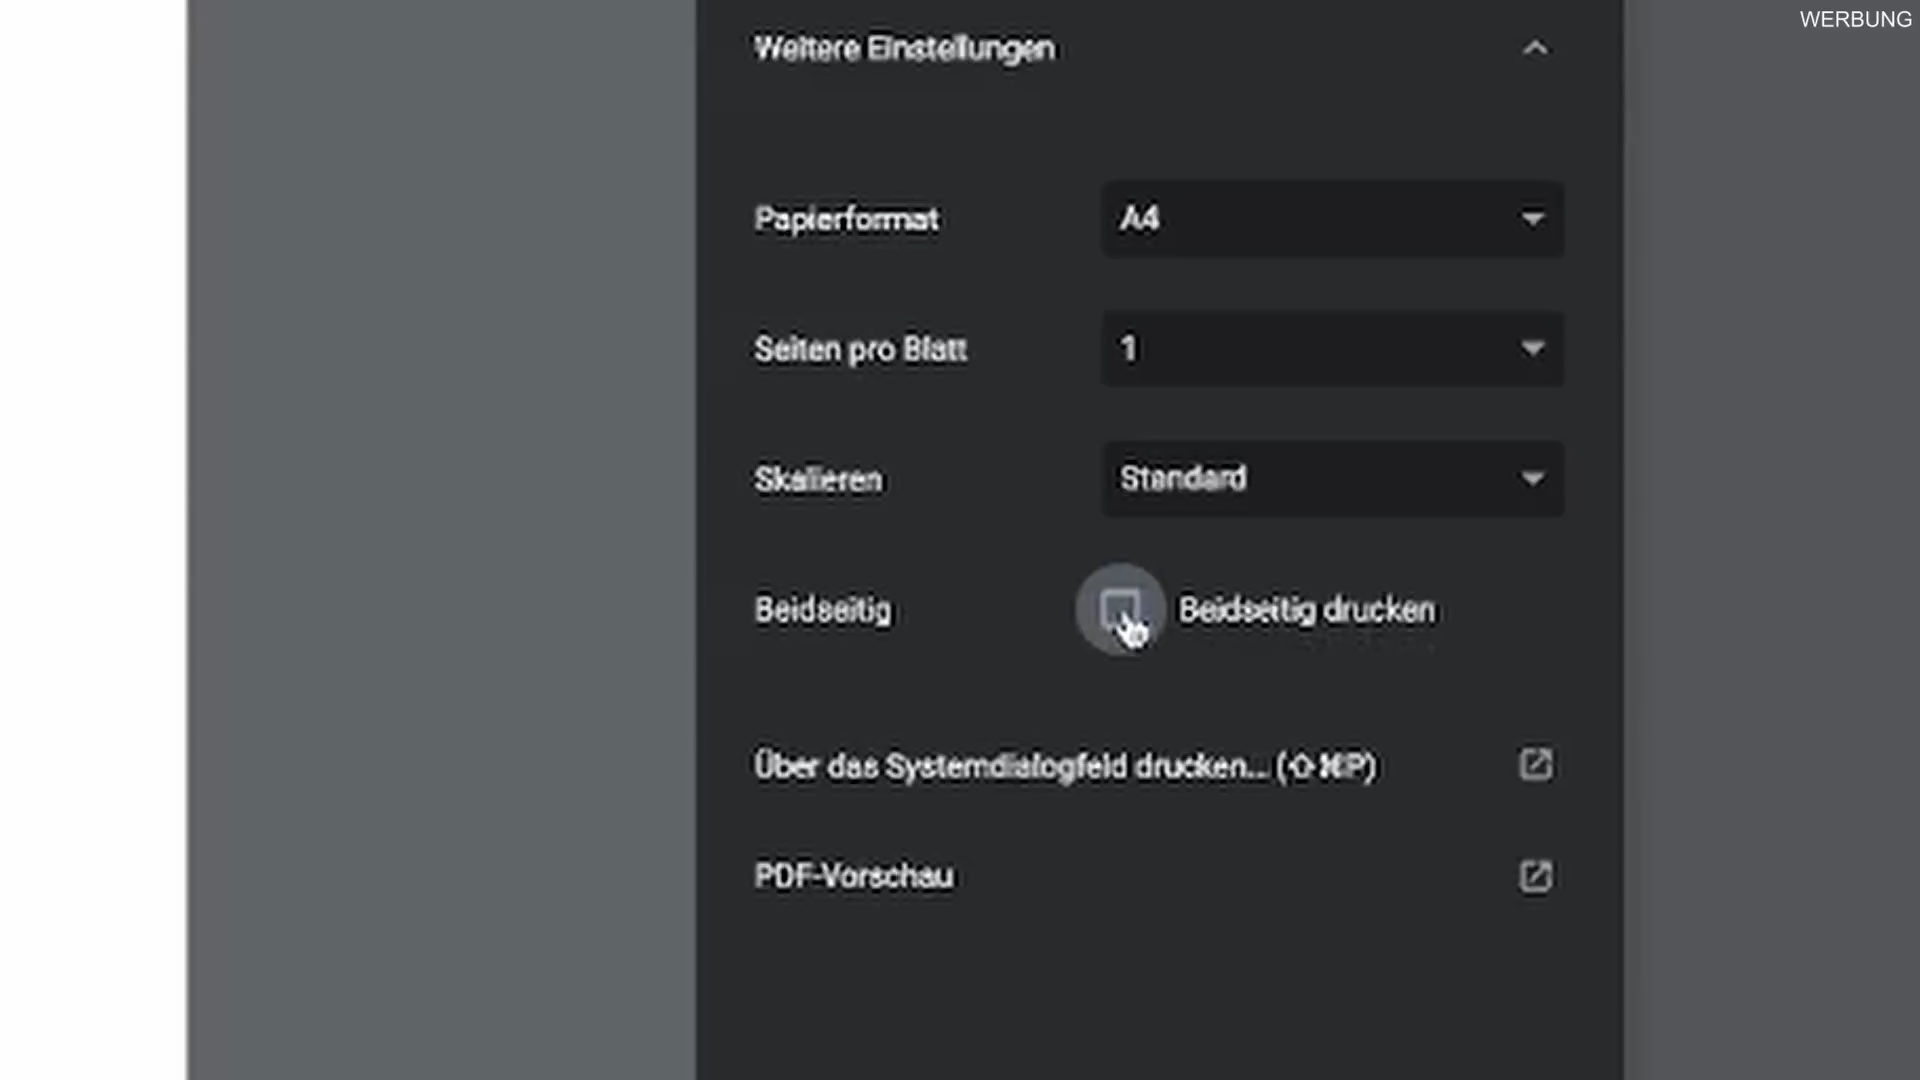 WERBUNG
Weitere Einstellungen
Papierformat A4
Seiten pro Blatt 1
Skalieren Standard
Beidseitig Beidseitig drucken
Über das Systemdialogfeld drucken... (⇧⌘P)
PDF-Vorschau